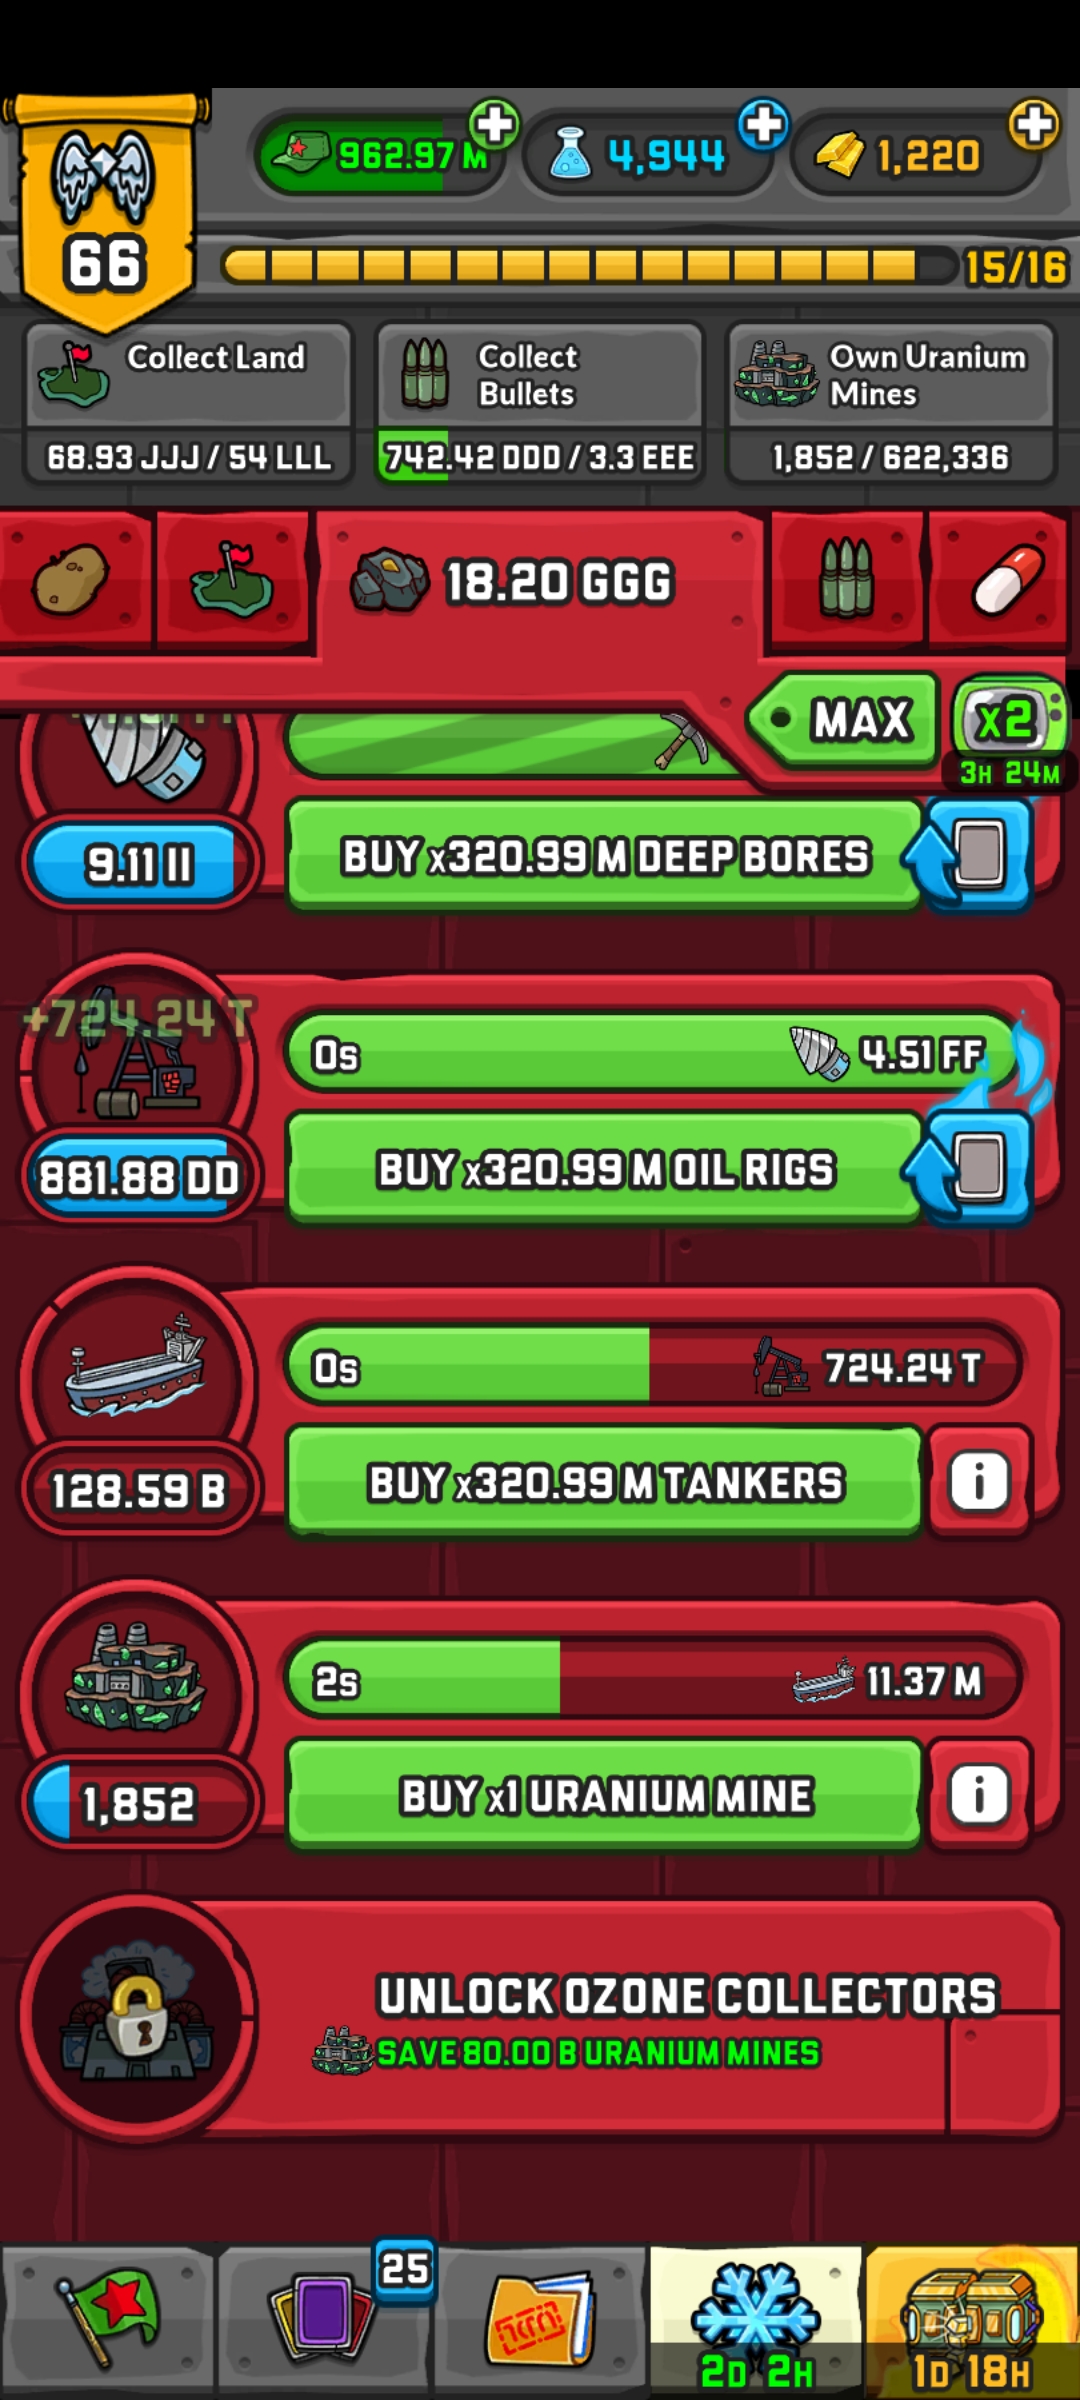 962.97 M
4,944
1,220
66
15/16
Collect Land
68.93 JJJ / 54 LLL
Collect
Bullets
742.42 DDD / 3.3 EEE
Own Uranium
Mines
1,852 / 622,336
18.20 GGG
MAX
x2
3H 24M
9.11 II
BUY x320.99 M DEEP BORES
+724.24 T
0s
4.51 FF
881.88 DD
BUY x320.99 M OIL RIGS
0s
724.24 T
128.59 B
BUY x320.99 M TANKERS
i
2s
11.37 M
1,852
BUY x1 URANIUM MINE
i
UNLOCK OZONE COLLECTORS
SAVE 80.00 B URANIUM MINES
25
2D 2H
1D 18H